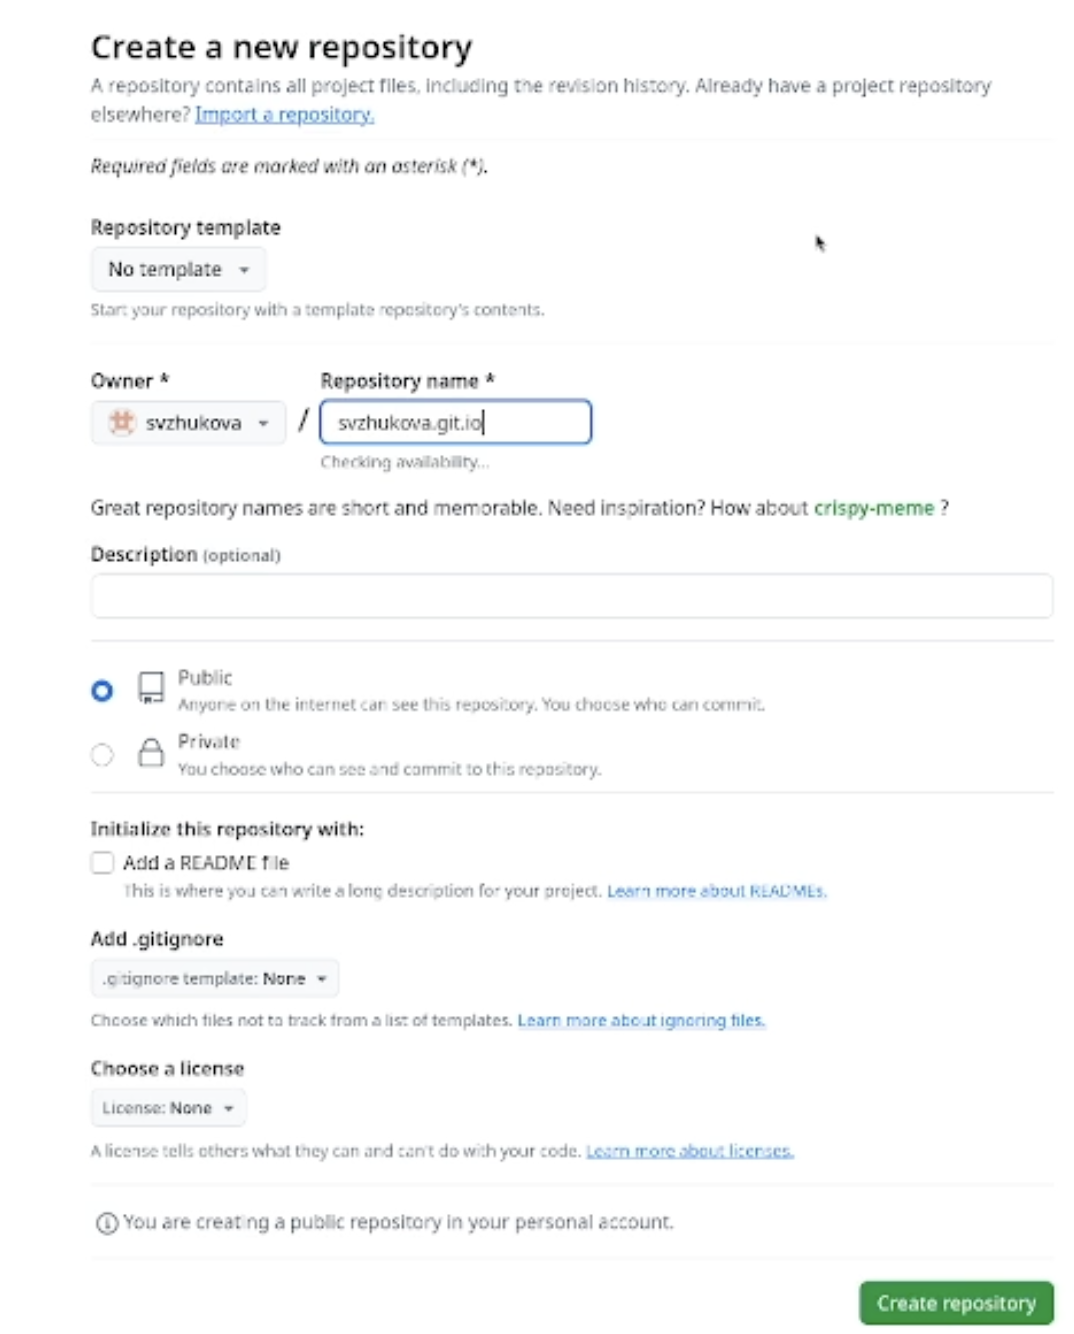 Create a new repository
A repository contains all project files, including the revision history. Already have a project repository
elsewhere? Import a repository.
Required fields are marked with an asterisk (*).
Repository template
No template
Start your repository with a template repository's contents.
Owner * Repository name *
svzhukova / svzhukova.git.io
Checking availability...
Great repository names are short and memorable. Need inspiration? How about crispy-meme ?
Description (optional)
Public
Anyone on the internet can see this repository. You choose who can commit.
Private
You choose who can see and commit to this repository.
Initialize this repository with:
Add a README file
This is where you can write a long description for your project. Learn more about READMEs.
Add .gitignore
.gitignore template: None
Choose which files not to track from a list of templates. Learn more about ignoring files.
Choose a license
License: None
A license tells others what they can and can't do with your code. Learn more about licenses.
You are creating a public repository in your personal account.
Create repository